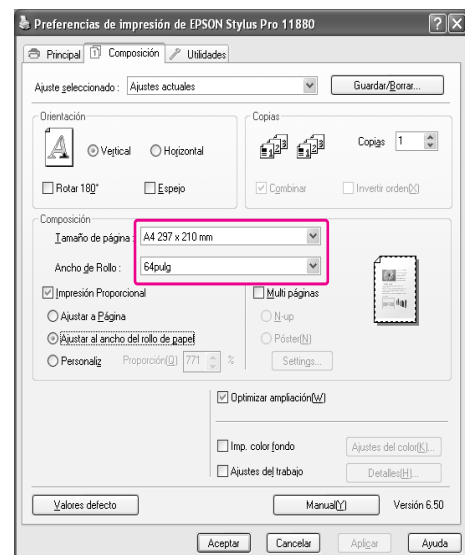 Preferencias de impresión de EPSON Stylus Pro 11880
Principal Composición Utilidades
Ajuste seleccionado : Ajustes actuales Guardar/Borrar...
Orientación
Vertical Horizontal
Rotar 180° Espejo
Copias
Copias 1
Combinar Invertir orden(X)
Composición
Tamaño de página : A4 297 x 210 mm
Ancho de Rollo : 64pulg
Impresión Proporcional
Ajustar a Página
Ajustar al ancho del rollo de papel
Personaliz Proporción(Q) 771 %
Multi páginas
N-up
Póster(N)
Settings...
Optimizar ampliación(W)
Imp. color fondo Ajustes del color(K)...
Ajustes del trabajo Detalles(H)...
Valores defecto Manual(Y) Versión 6.50
Aceptar Cancelar Aplicar Ayuda